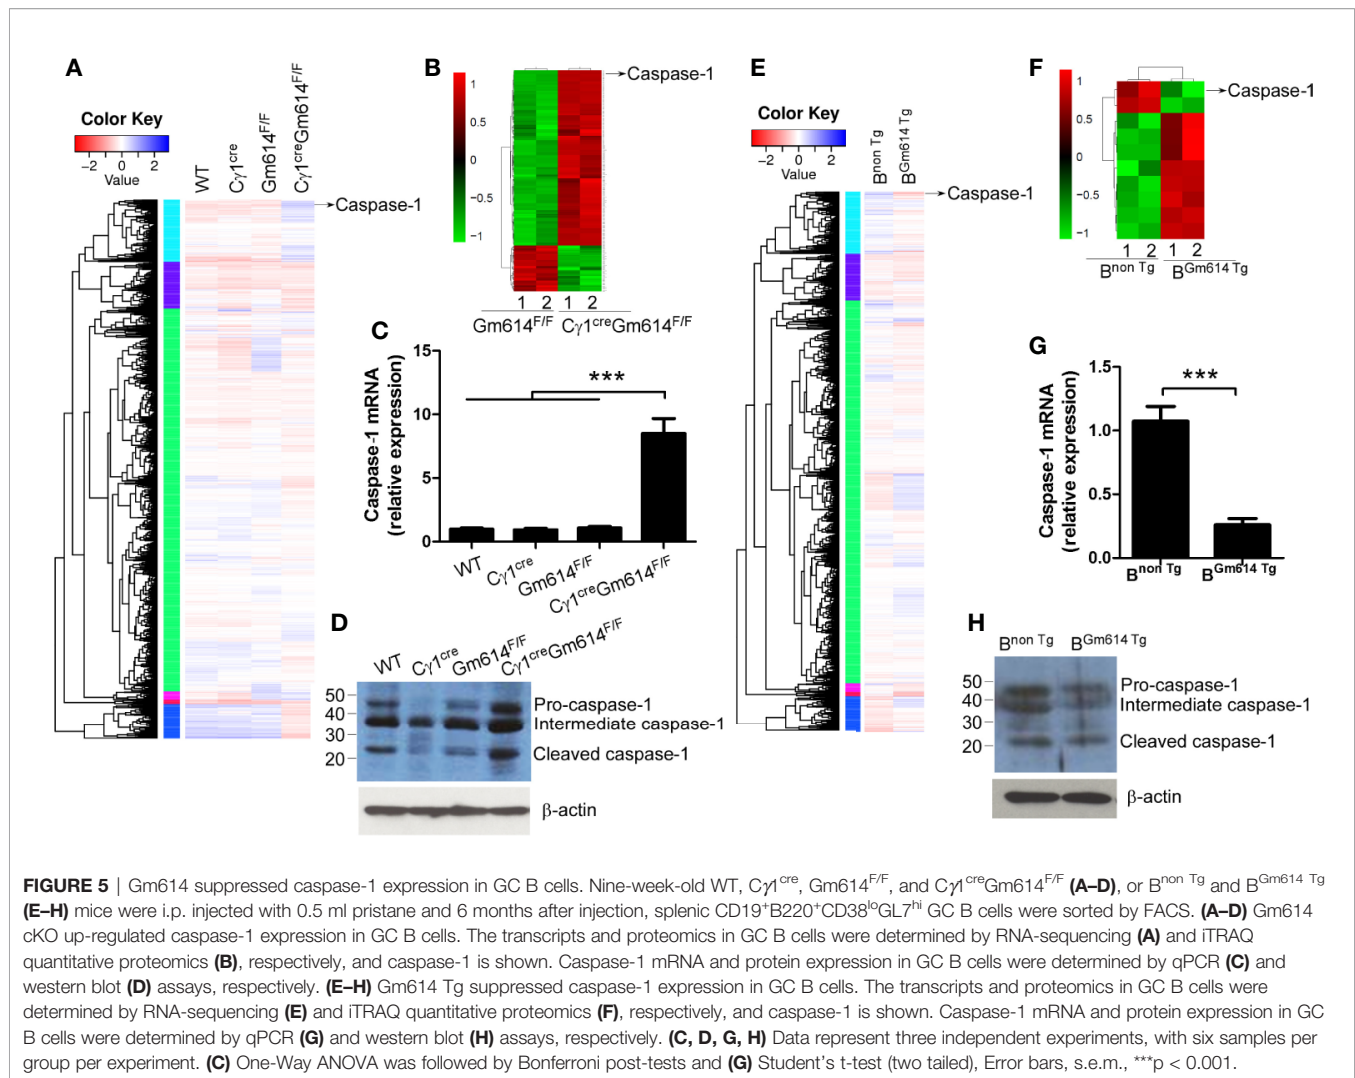 A
Color Key
−2 0 2
Value
WT
Cγ1cre
Gm614F/F
Cγ1creGm614F/F
Caspase-1
B
1
0.5
0
−0.5
−1
Caspase-1
1 2 1 2
Gm614F/F Cγ1creGm614F/F
C
Caspase-1 mRNA
(relative expression)
15
10
5
0
***
WT
Cγ1cre
Gm614F/F
Cγ1creGm614F/F
D
WT
Cγ1cre
Gm614F/F
Cγ1creGm614F/F
50
40
30
20
Pro-caspase-1
Intermediate caspase-1
Cleaved caspase-1
β-actin
E
Color Key
−2 0 2
Value
Bnon Tg
BGm614 Tg
Caspase-1
F
1
0.5
0
−0.5
−1
Caspase-1
1 2 1 2
Bnon Tg BGm614 Tg
G
Caspase-1 mRNA
(relative expression)
1.5
1.0
0.5
0.0
***
Bnon Tg BGm614 Tg
H
Bnon Tg BGm614 Tg
50
40
30
20
Pro-caspase-1
Intermediate caspase-1
Cleaved caspase-1
β-actin
FIGURE 5 | Gm614 suppressed caspase-1 expression in GC B cells. Nine-week-old WT, Cγ1cre, Gm614F/F, and Cγ1creGm614F/F (A–D), or Bnon Tg and BGm614 Tg
(E–H) mice were i.p. injected with 0.5 ml pristane and 6 months after injection, splenic CD19+B220+CD38loGL7hi GC B cells were sorted by FACS. (A–D) Gm614
cKO up-regulated caspase-1 expression in GC B cells. The transcripts and proteomics in GC B cells were determined by RNA-sequencing (A) and iTRAQ
quantitative proteomics (B), respectively, and caspase-1 is shown. Caspase-1 mRNA and protein expression in GC B cells were determined by qPCR (C) and
western blot (D) assays, respectively. (E–H) Gm614 Tg suppressed caspase-1 expression in GC B cells. The transcripts and proteomics in GC B cells were
determined by RNA-sequencing (E) and iTRAQ quantitative proteomics (F), respectively, and caspase-1 is shown. Caspase-1 mRNA and protein expression in GC
B cells were determined by qPCR (G) and western blot (H) assays, respectively. (C, D, G, H) Data represent three independent experiments, with six samples per
group per experiment. (C) One-Way ANOVA was followed by Bonferroni post-tests and (G) Student's t-test (two tailed), Error bars, s.e.m., ***p < 0.001.